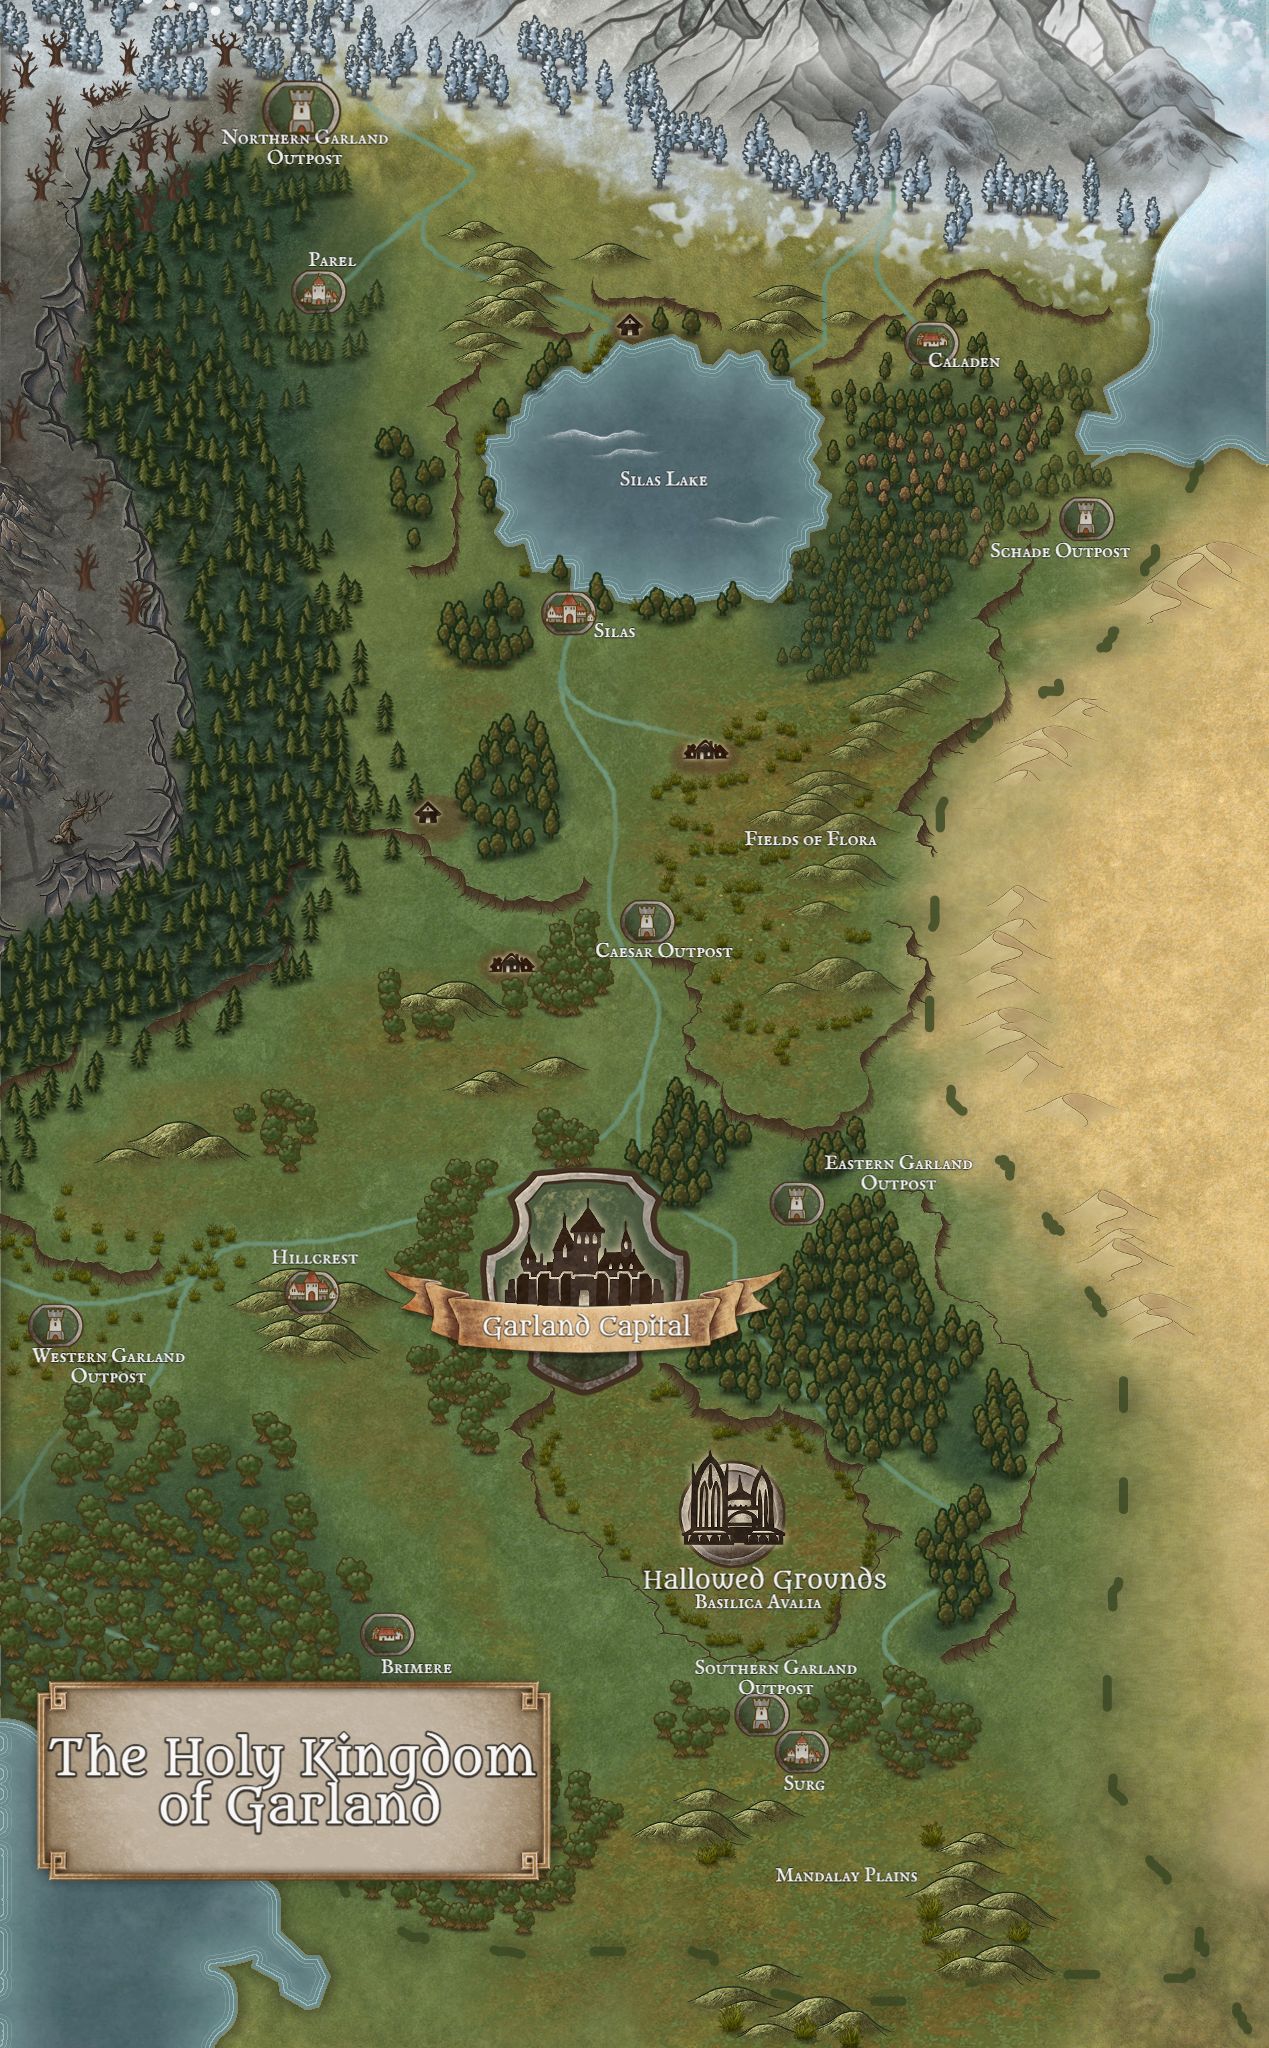 Northern Garland
Outpost
Parel
Caladen
Silas Lake
Schade Outpost
Silas
Fields of Flora
Caesar Outpost
Eastern Garland
Outpost
Hillcrest
Garland Capital
Western Garland
Outpost
Hallowed Grounds
Basilica Avalia
Brimere
Southern Garland
Outpost
Surg
The Holy Kingdom
of Garland
Mandalay Plains